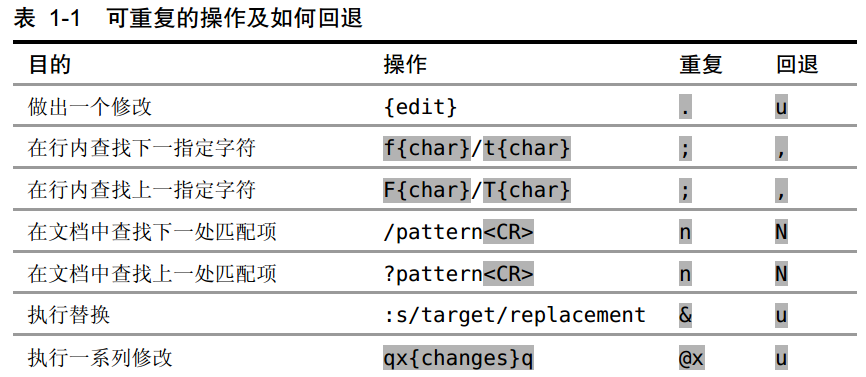 表 1-1 可重复的操作及如何回退
目的 操作 重复 回退
做出一个修改 {edit} . u
在行内查找下一指定字符 f{char}/t{char} ; ,
在行内查找上一指定字符 F{char}/T{char} ; ,
在文档中查找下一处匹配项 /pattern<CR> n N
在文档中查找上一处匹配项 ?pattern<CR> n N
执行替换 :s/target/replacement & u
执行一系列修改 qx{changes}q @x u